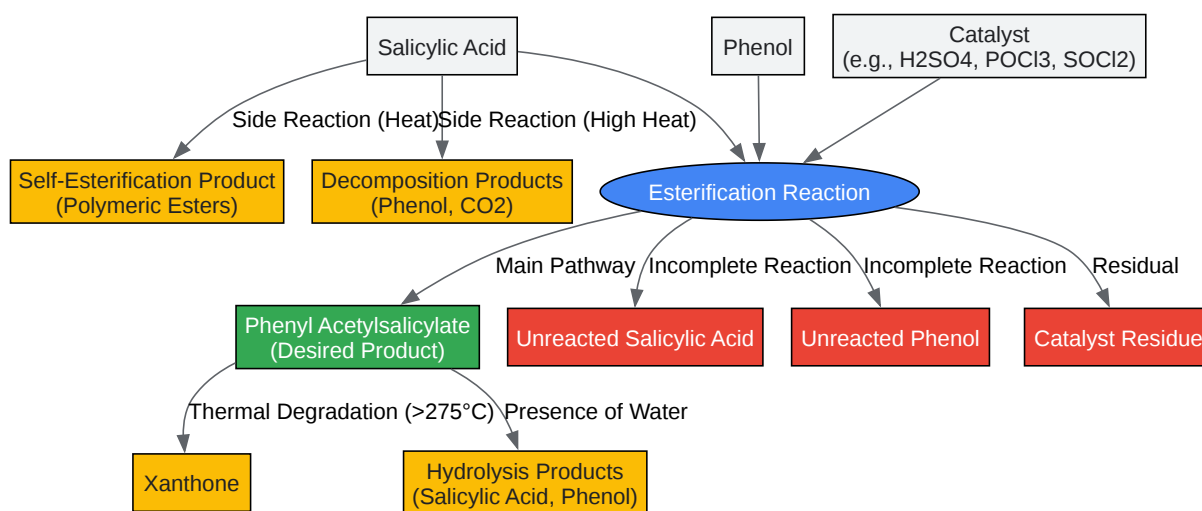 Salicylic Acid
Phenol
Catalyst
(e.g., H2SO4, POCl3, SOCl2)
Side Reaction (Heat)
Side Reaction (High Heat)
Self-Esterification Product
(Polymeric Esters)
Decomposition Products
(Phenol, CO2)
Esterification Reaction
Main Pathway
Incomplete Reaction
Incomplete Reaction
Residual
Phenyl Acetylsalicylate
(Desired Product)
Unreacted Salicylic Acid
Unreacted Phenol
Catalyst Residue
Thermal Degradation (>275°C)
Presence of Water
Xanthone
Hydrolysis Products
(Salicylic Acid, Phenol)